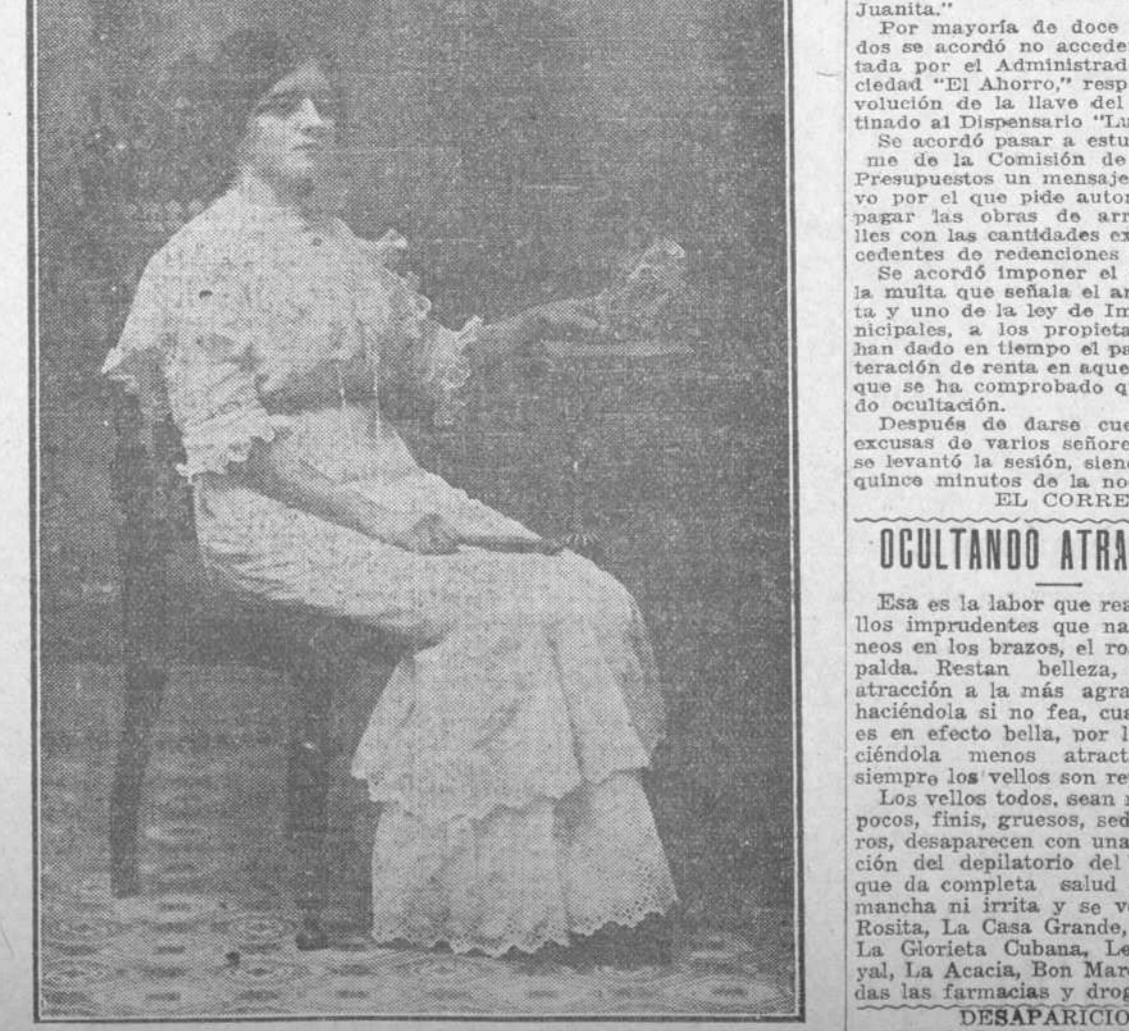 Juanita."
Por mayoría de doce
dos se acordó no accede
tada por el Administrad
ciedad "El Ahorro," resp
volución de la llave del
tinado al Dispensario "Lu
Se acordó pasar a estu
me de la Comisión de
Presupuestos un mensaje
vo por el que pide autor
pagar las obras de arr
lles con las cantidades ex
cedentes de redenciones
Se acordó imponer el
la multa que señala el ar
ta y uno de la ley de Im
nicipales, a los propieta
han dado en tiempo el pa
teración de renta en aque
que se ha comprobado q
do ocultación.
Después de darse cue
excusas de varios señore
se levantó la sesión, sien
quince minutos de la no
EL CORRE
OCULTANDO ATRA
Esa es la labor que rea
llos imprudentes que na
neos en los brazos, el ro
palda. Restan belleza,
atracción a la más agra
haciéndola si no fea, cua
es en efecto bella, por l
ciéndola menos atract
siempre los vellos son re
Los vellos todos, sean
pocos, finis, gruesos, sed
ros, desaparecen con una
ción del depilatorio del
que da completa salud
mancha ni irrita y se v
Rosita, La Casa Grande,
La Glorieta Cubana, Le
yal, La Acacia, Bon Mar
das las farmacias y drog
DESAPARICIO